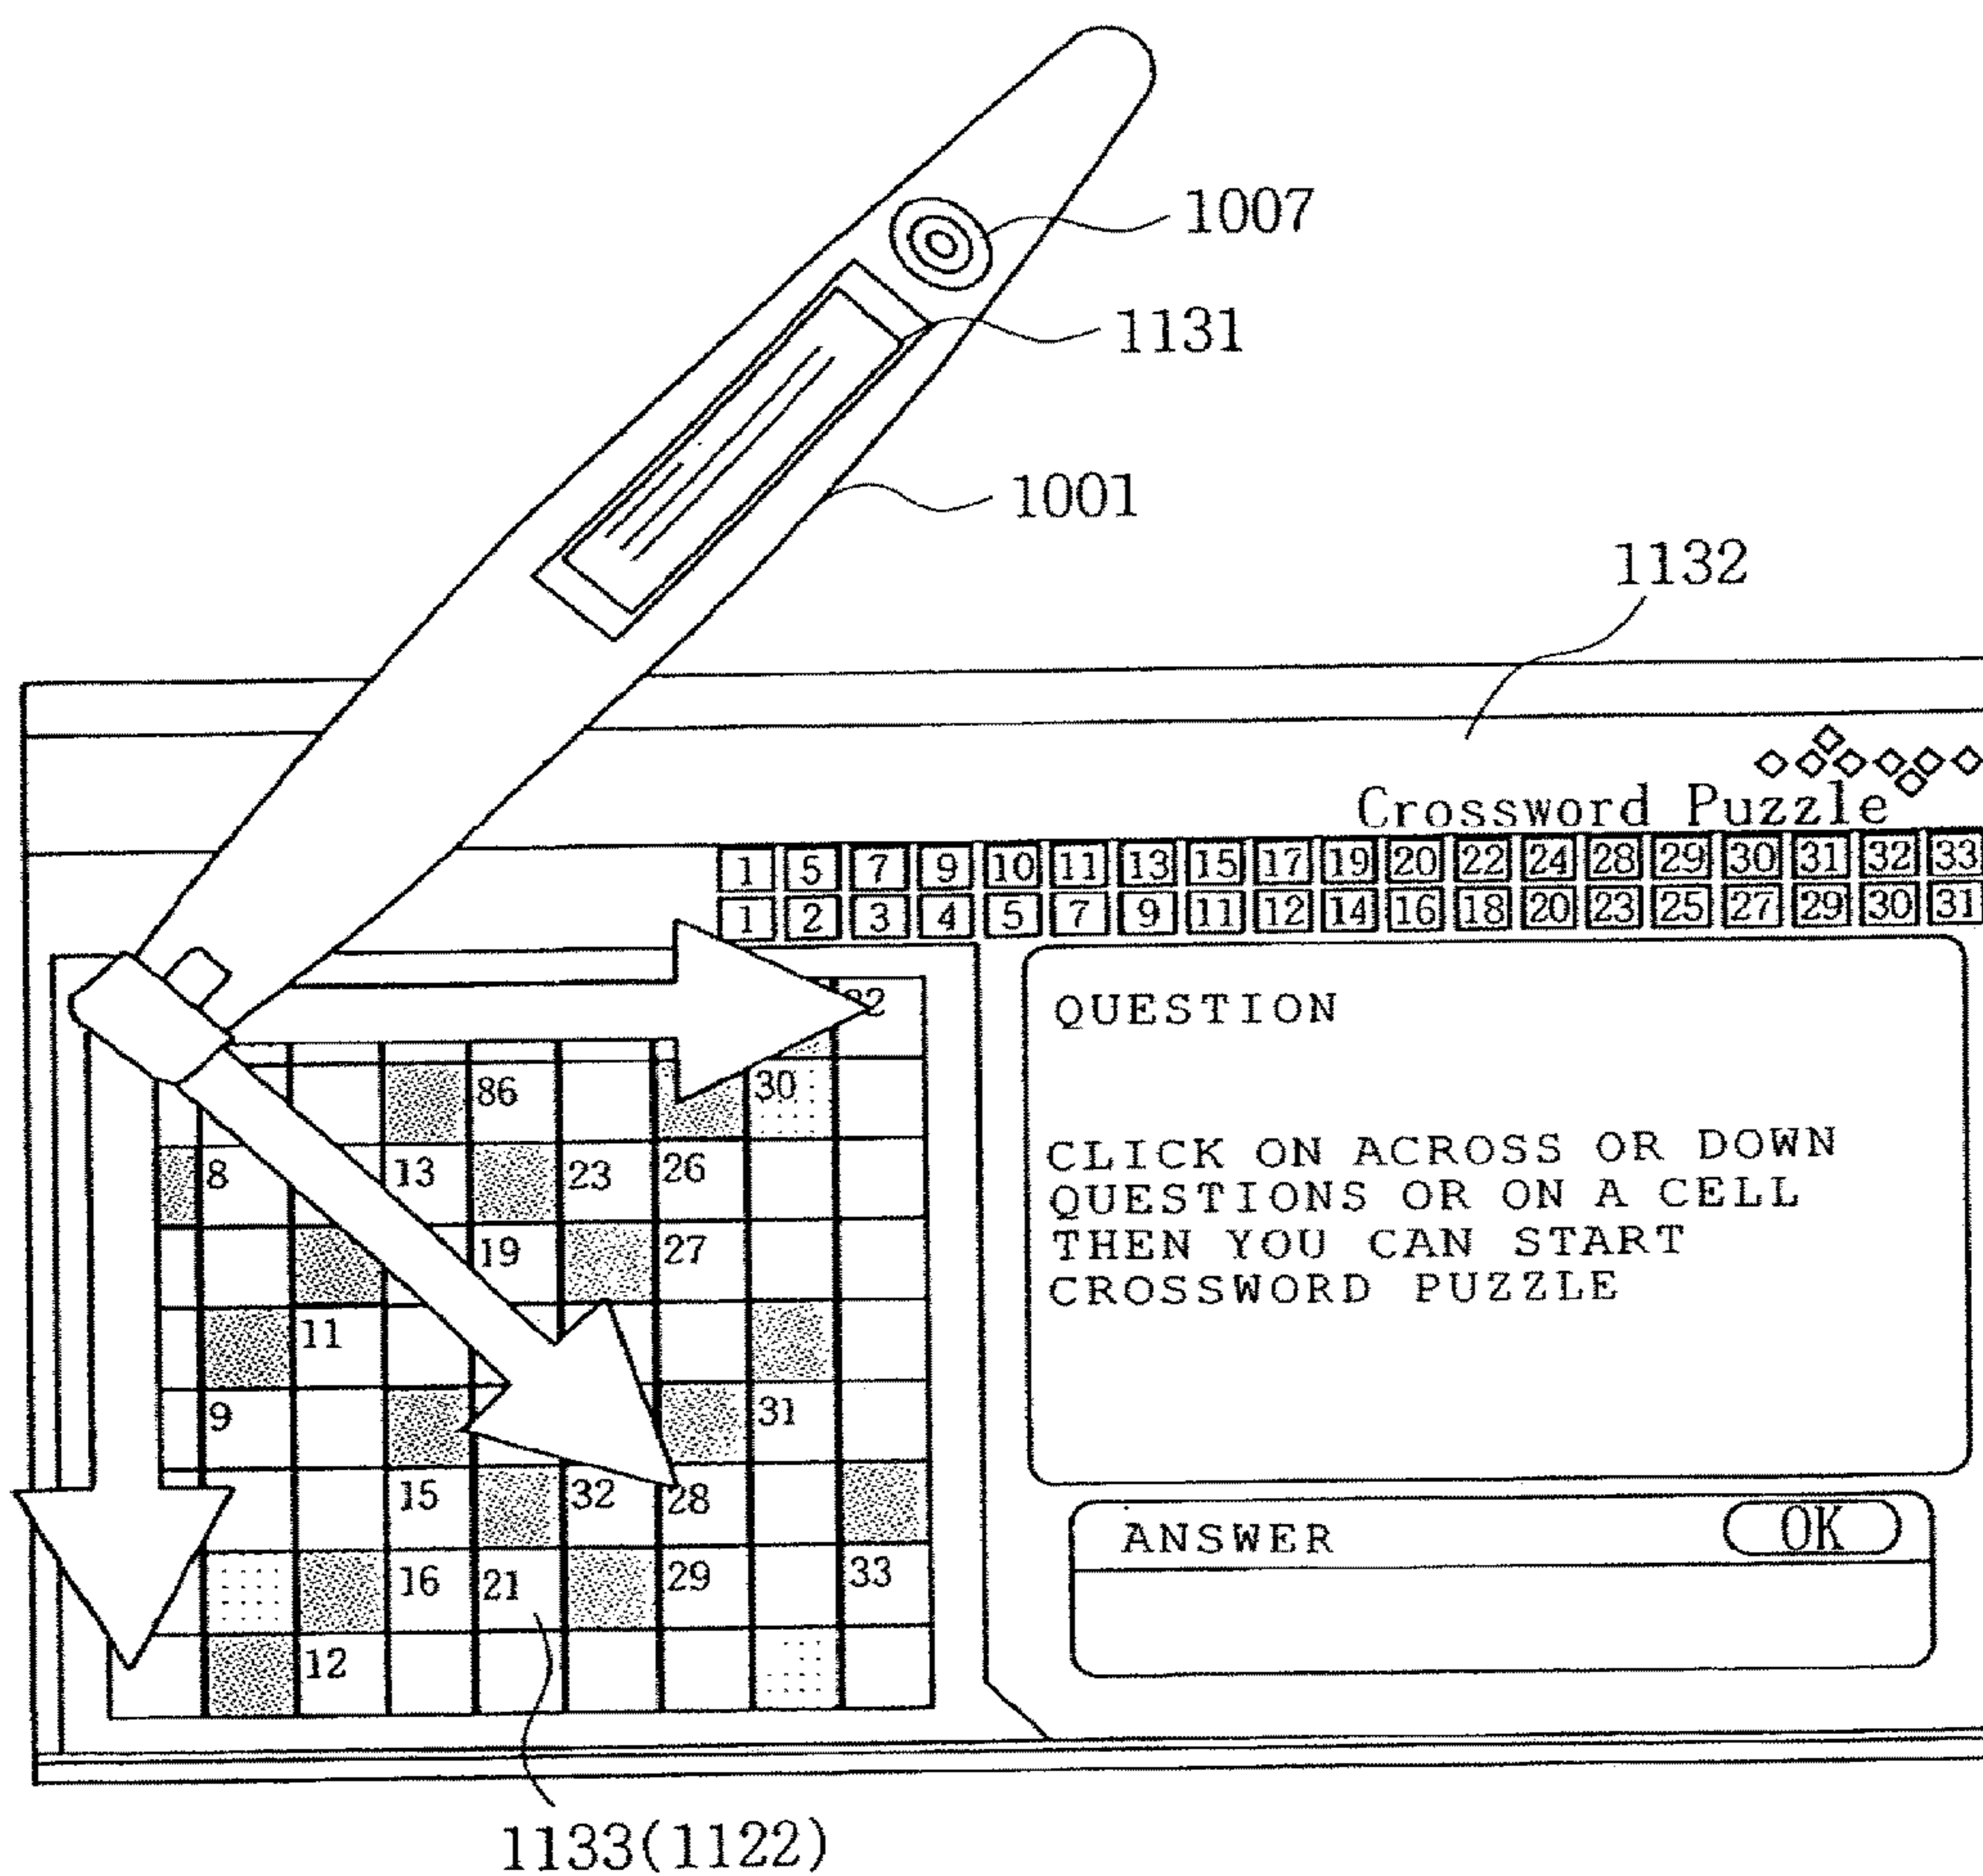 1007
1131
1001
1132
Crossword Puzzle
1 5 7 9 10 11 13 15 17 19 20 22 24 28 29 30 31 32 33
1 2 3 4 5 7 9 11 12 14 16 18 20 23 25 27 29 30 31
86 30
8 13 23 26
19 27
11
9 31
15 32 28
16 21 29 33
12
QUESTION
CLICK ON ACROSS OR DOWN
QUESTIONS OR ON A CELL
THEN YOU CAN START
CROSSWORD PUZZLE
ANSWER OK
1133(1122)